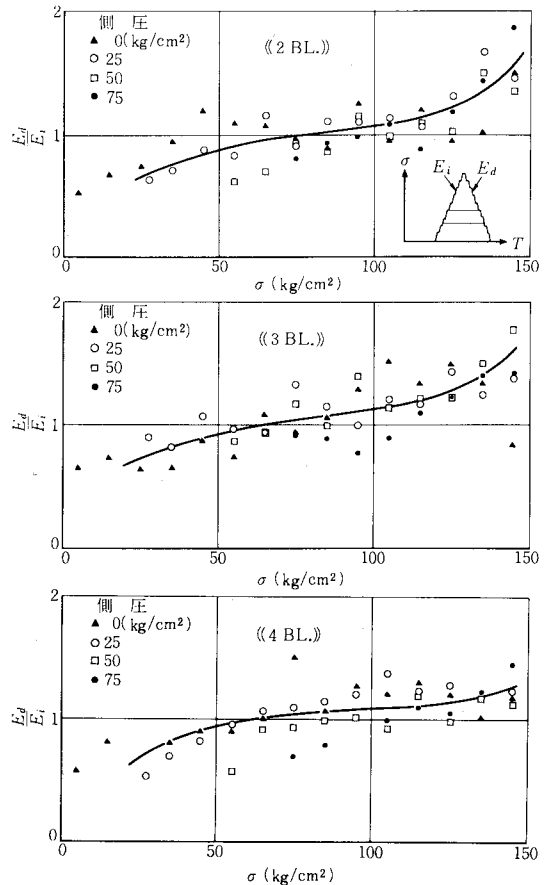 側 圧
▲ 0(kg/cm²)
○ 25
□ 50
● 75
《2 BL.》
2
1
0
E_d/E_i
σ
E_i
E_d
T
0
50
100
150
σ (kg/cm²)
側 圧
▲ 0(kg/cm²)
○ 25
□ 50
● 75
《3 BL.》
2
1
0
E_d/E_i
0
50
100
150
σ (kg/cm²)
側 圧
▲ 0(kg/cm²)
○ 25
□ 50
● 75
《4 BL.》
2
1
0
E_d/E_i
0
50
100
150
σ (kg/cm²)